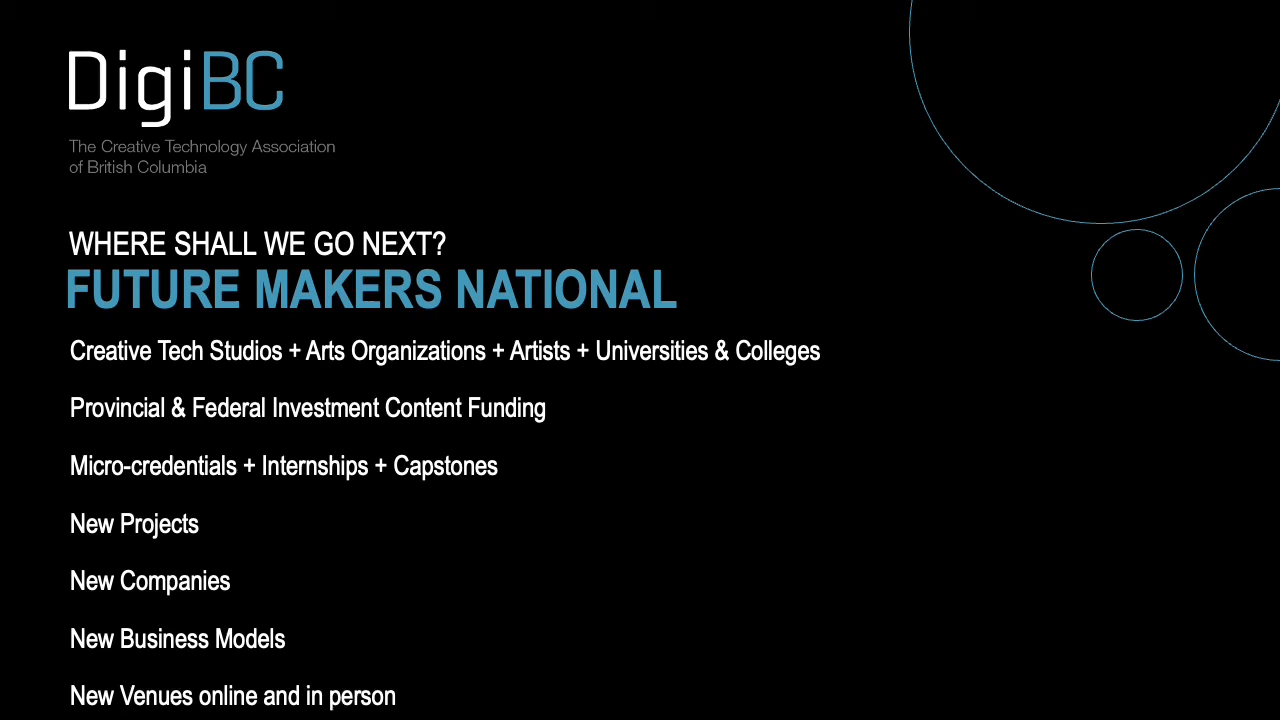 DigiBC
The Creative Technology Association
of British Columbia
WHERE SHALL WE GO NEXT?
FUTURE MAKERS NATIONAL
Creative Tech Studios + Arts Organizations + Artists + Universities & Colleges
Provincial & Federal Investment Content Funding
Micro-credentials + Internships + Capstones
New Projects
New Companies
New Business Models
New Venues online and in person